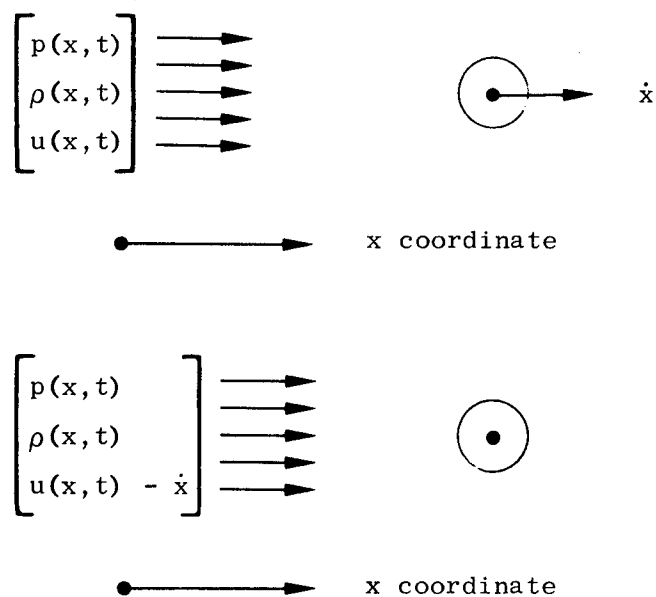 p(x,t)
ρ(x,t)
u(x,t)
ẋ
x coordinate
p(x,t)
ρ(x,t)
u(x,t) - ẋ
x coordinate